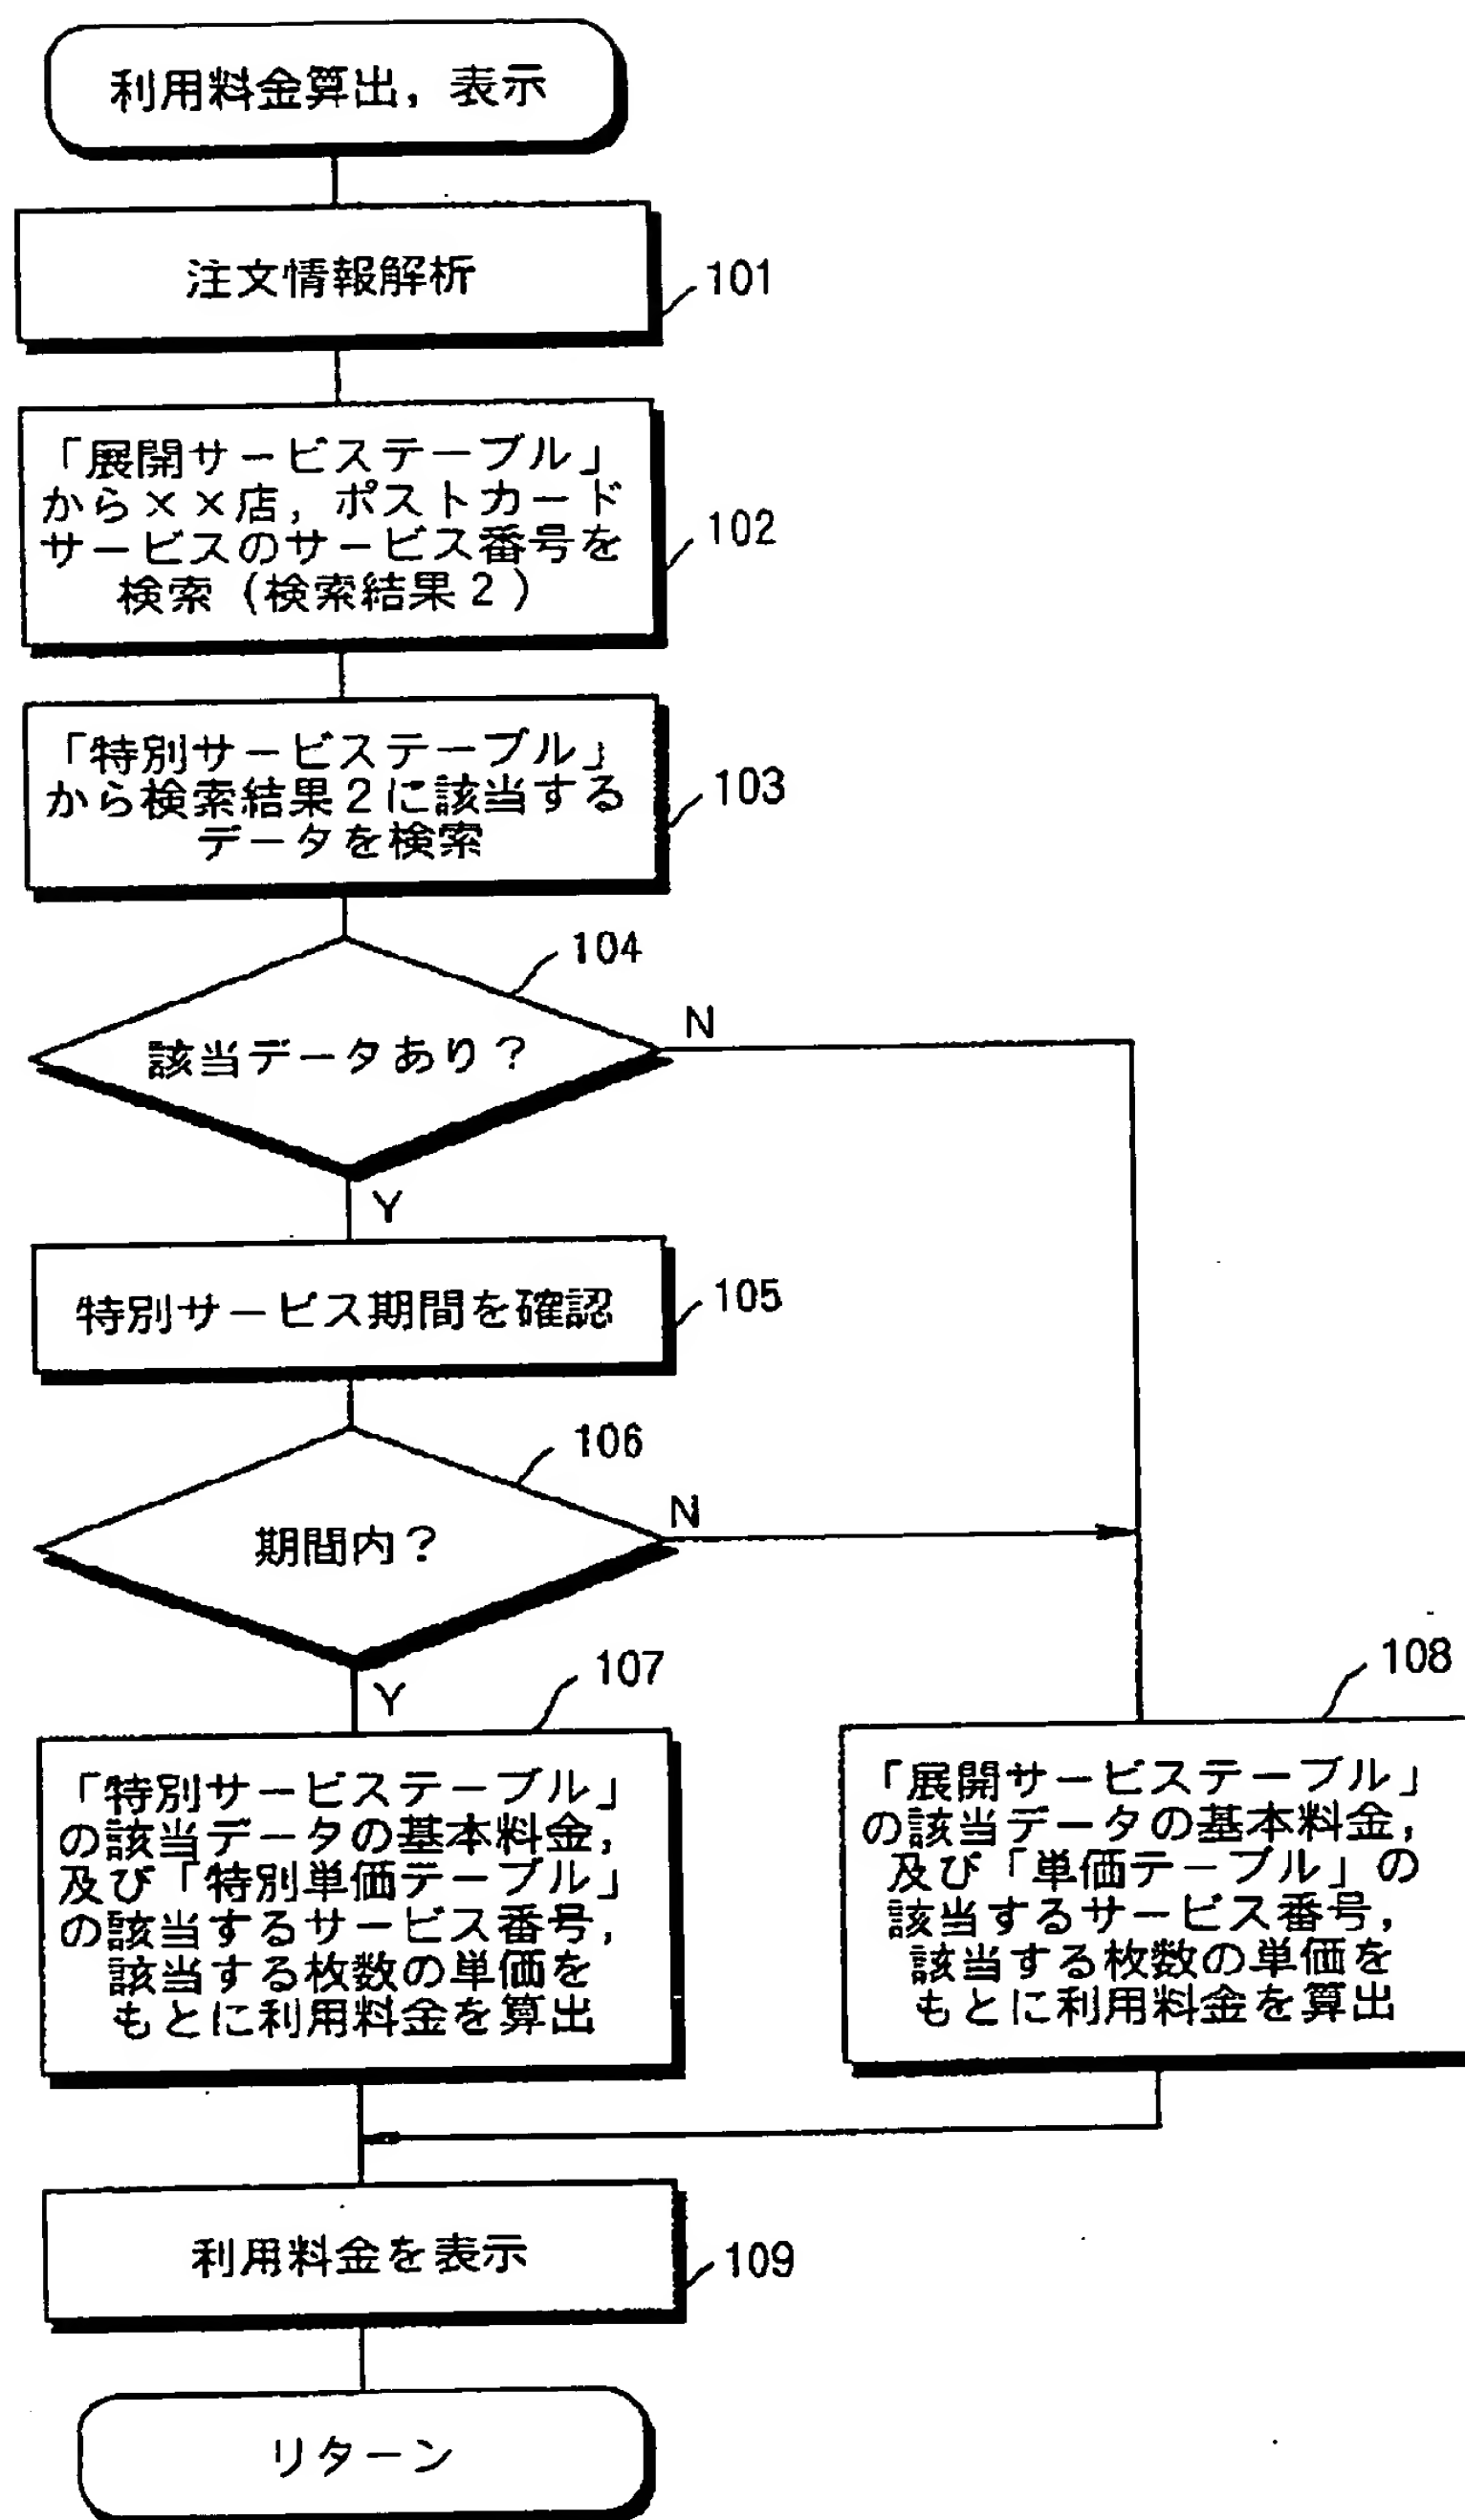 利用料金算出，表示
注文情報解析
101
「展開サービステーブル」
から××店，ポストカード
サービスのサービス番号を
検索（検索結果２）
102
「特別サービステーブル」
から検索結果２に該当する
データを検索
103
104
該当データあり？
N
Y
特別サービス期間を確認
105
106
期間内？
N
Y
107
「特別サービステーブル」
の該当データの基本料金，
及び「特別単価テーブル」
の該当するサービス番号，
該当する枚数の単価を
もとに利用料金を算出
108
「展開サービステーブル」
の該当データの基本料金，
及び「単価テーブル」の
該当するサービス番号，
該当する枚数の単価を
もとに利用料金を算出
利用料金を表示
109
リターン